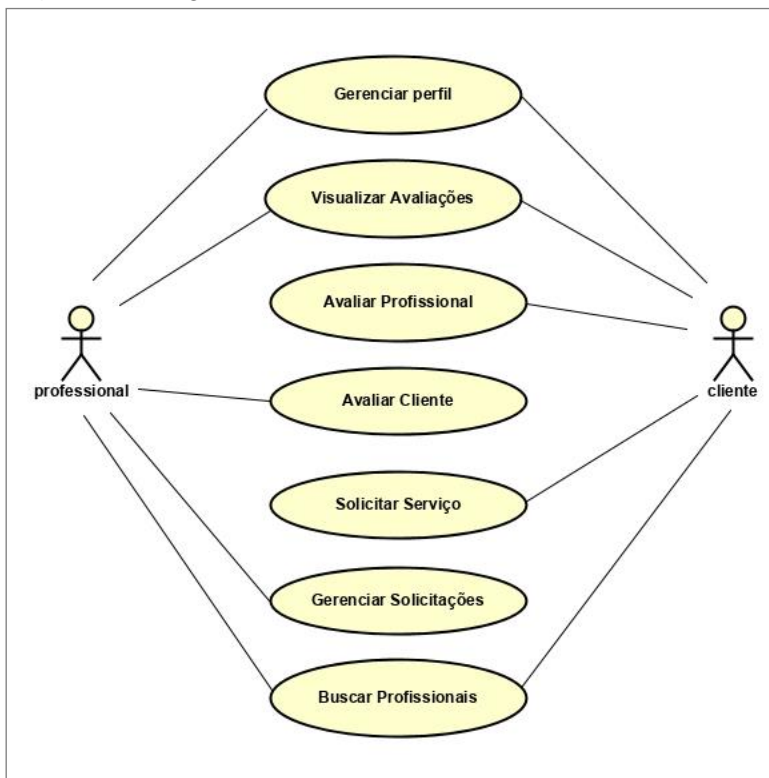 Gerenciar perfil
Visualizar Avaliações
Avaliar Profissional
professional
cliente
Avaliar Cliente
Solicitar Serviço
Gerenciar Solicitações
Buscar Profissionais